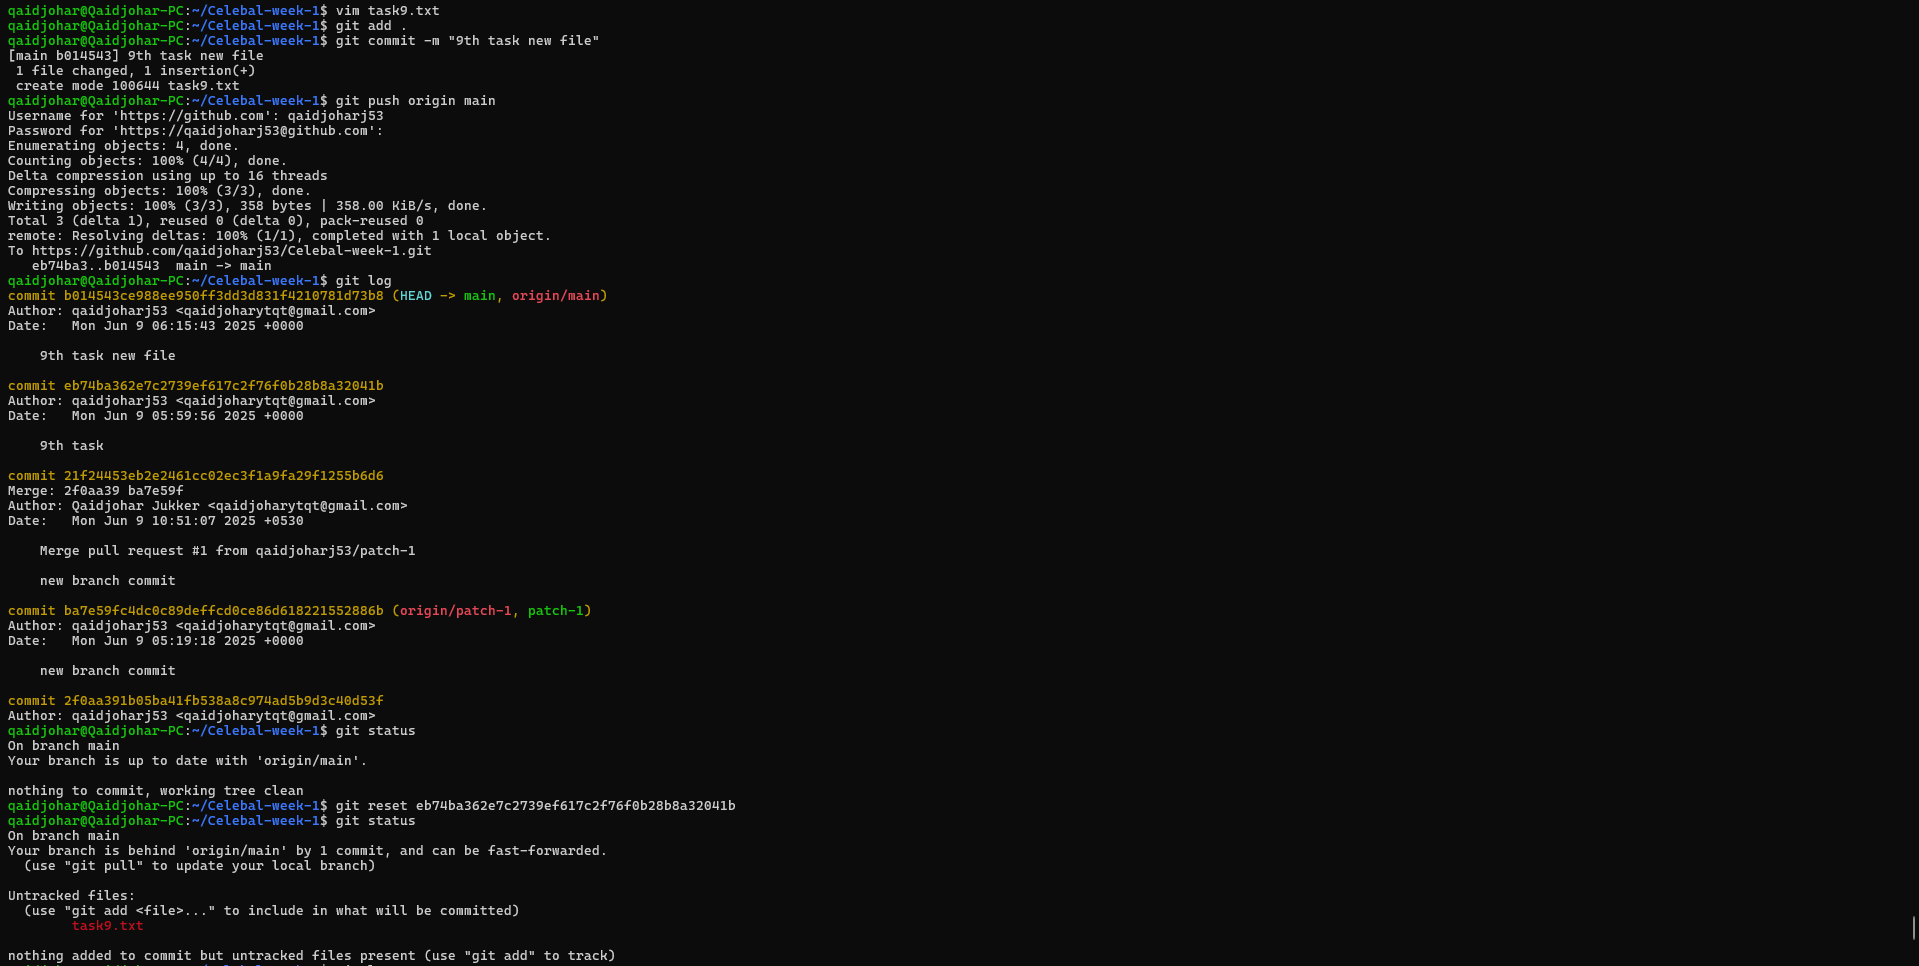 qaidjohar@Qaidjohar-PC:~/Celebal-week-1$ vim task9.txt
qaidjohar@Qaidjohar-PC:~/Celebal-week-1$ git add .
qaidjohar@Qaidjohar-PC:~/Celebal-week-1$ git commit -m "9th task new file"
[main b014543] 9th task new file
 1 file changed, 1 insertion(+)
 create mode 100644 task9.txt
qaidjohar@Qaidjohar-PC:~/Celebal-week-1$ git push origin main
Username for 'https://github.com': qaidjoharj53
Password for 'https://qaidjoharj53@github.com':
Enumerating objects: 4, done.
Counting objects: 100% (4/4), done.
Delta compression using up to 16 threads
Compressing objects: 100% (3/3), done.
Writing objects: 100% (3/3), 358 bytes | 358.00 KiB/s, done.
Total 3 (delta 1), reused 0 (delta 0), pack-reused 0
remote: Resolving deltas: 100% (1/1), completed with 1 local object.
To https://github.com/qaidjoharj53/Celebal-week-1.git
   eb74ba3..b014543  main -> main
qaidjohar@Qaidjohar-PC:~/Celebal-week-1$ git log
commit b014543ce988ee950ff3dd3d831f4210781d73b8 (HEAD -> main, origin/main)
Author: qaidjoharj53 <qaidjoharytqt@gmail.com>
Date:   Mon Jun 9 06:15:43 2025 +0000

    9th task new file

commit eb74ba362e7c2739ef617c2f76f0b28b8a32041b
Author: qaidjoharj53 <qaidjoharytqt@gmail.com>
Date:   Mon Jun 9 05:59:56 2025 +0000

    9th task

commit 21f24453eb2e2461cc02ec3f1a9fa29f1255b6d6
Merge: 2f0aa39 ba7e59f
Author: Qaidjohar Jukker <qaidjoharytqt@gmail.com>
Date:   Mon Jun 9 10:51:07 2025 +0530

    Merge pull request #1 from qaidjoharj53/patch-1

    new branch commit

commit ba7e59fc4dc0c89deffcd0ce86d618221552886b (origin/patch-1, patch-1)
Author: qaidjoharj53 <qaidjoharytqt@gmail.com>
Date:   Mon Jun 9 05:19:18 2025 +0000

    new branch commit

commit 2f0aa391b05ba41fb538a8c974ad5b9d3c40d53f
Author: qaidjoharj53 <qaidjoharytqt@gmail.com>
qaidjohar@Qaidjohar-PC:~/Celebal-week-1$ git status
On branch main
Your branch is up to date with 'origin/main'.

nothing to commit, working tree clean
qaidjohar@Qaidjohar-PC:~/Celebal-week-1$ git reset eb74ba362e7c2739ef617c2f76f0b28b8a32041b
qaidjohar@Qaidjohar-PC:~/Celebal-week-1$ git status
On branch main
Your branch is behind 'origin/main' by 1 commit, and can be fast-forwarded.
  (use "git pull" to update your local branch)

Untracked files:
  (use "git add <file>..." to include in what will be committed)
        task9.txt

nothing added to commit but untracked files present (use "git add" to track)